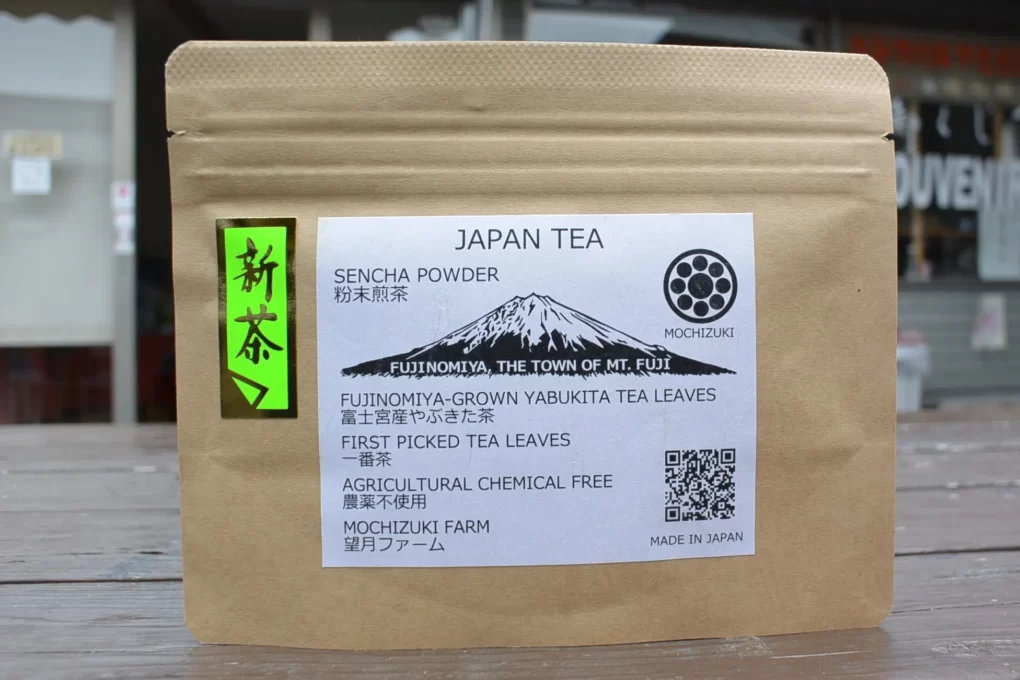 新茶
JAPAN TEA
SENCHA POWDER
粉末煎茶
MOCHIZUKI
FUJINOMIYA, THE TOWN OF MT. FUJI
FUJINOMIYA-GROWN YABUKITA TEA LEAVES
富士宮産やぶきた茶
FIRST PICKED TEA LEAVES
一番茶
AGRICULTURAL CHEMICAL FREE
農薬不使用
MOCHIZUKI FARM
望月ファーム
MADE IN JAPAN